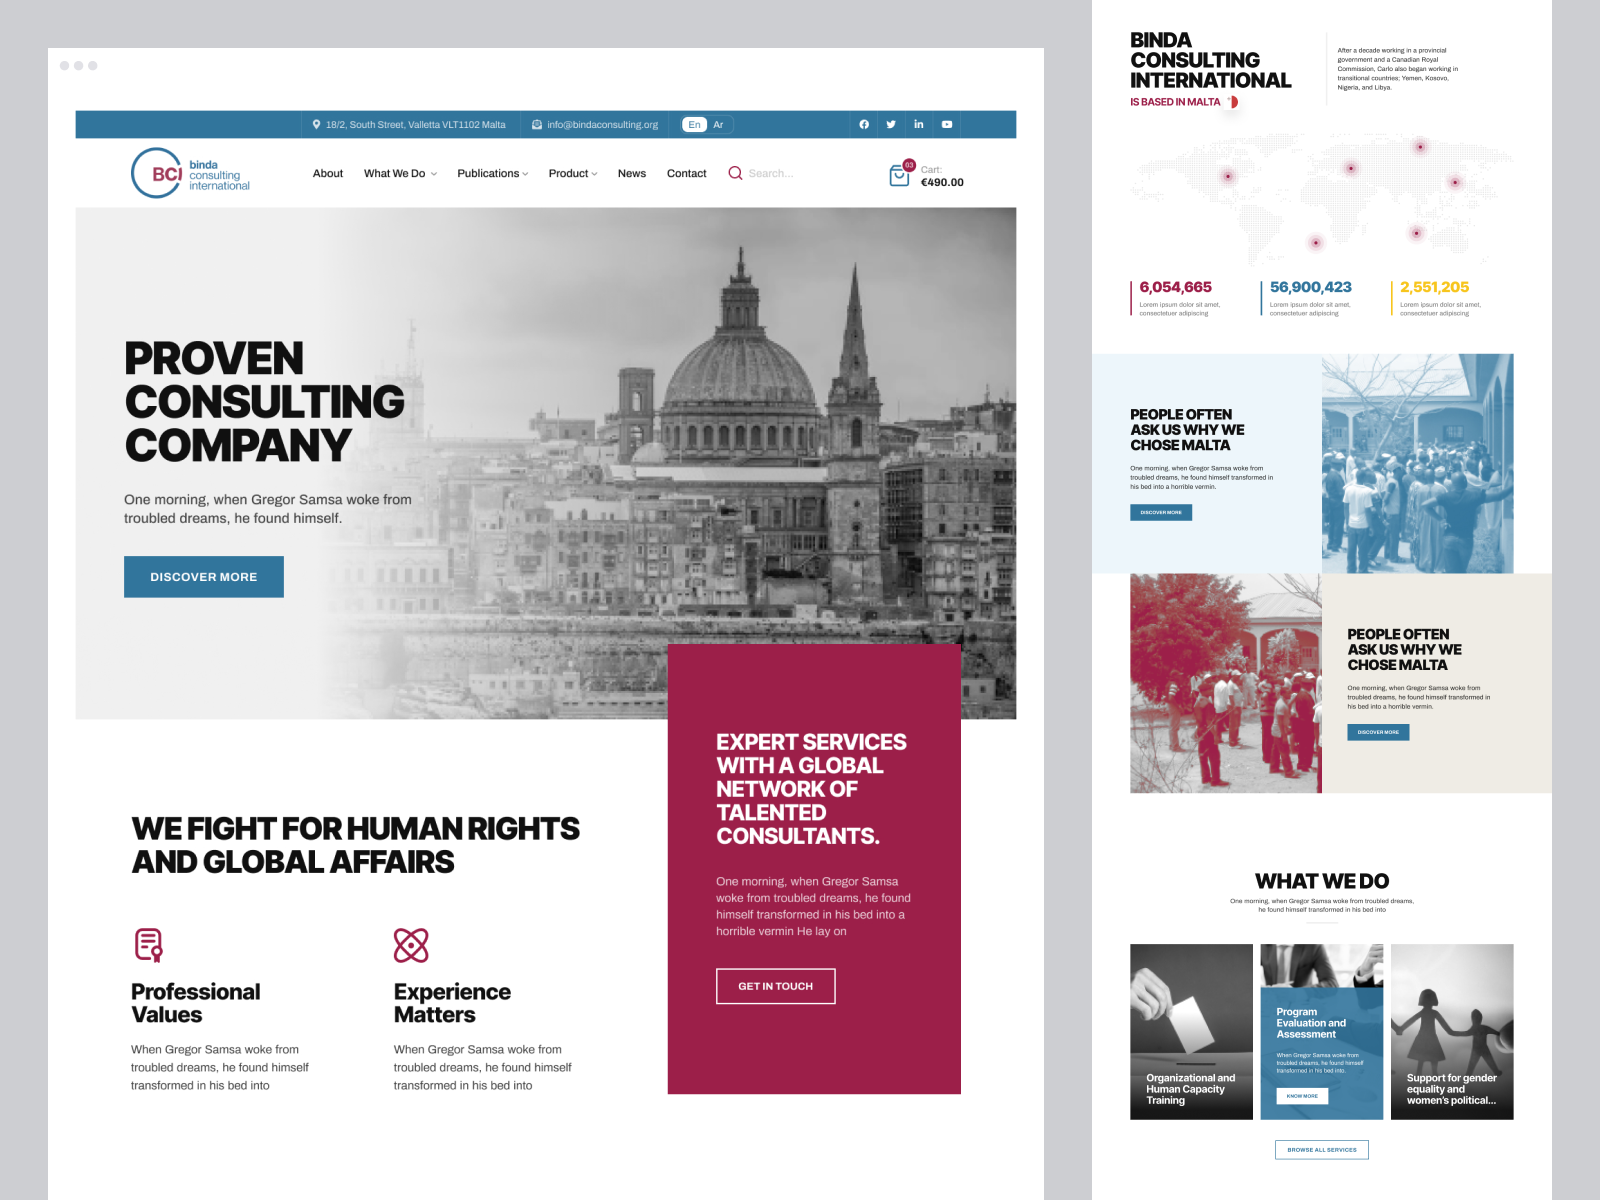 18/2, South Street, Valletta VLT1102 Malta
info@bindaconsulting.org
En Ar
BCI
binda
consulting
international
About
What We Do
Publications
Product
News
Contact
Search...
03
Cart:
€490.00
PROVEN
CONSULTING
COMPANY
One morning, when Gregor Samsa woke from
troubled dreams, he found himself.
DISCOVER MORE
EXPERT SERVICES
WITH A GLOBAL
NETWORK OF
TALENTED
CONSULTANTS.
One morning, when Gregor Samsa
woke from troubled dreams, he found
himself transformed in his bed into a
horrible vermin He lay on
GET IN TOUCH
WE FIGHT FOR HUMAN RIGHTS
AND GLOBAL AFFAIRS
Professional
Values
When Gregor Samsa woke from
troubled dreams, he found himself
transformed in his bed into
Experience
Matters
When Gregor Samsa woke from
troubled dreams, he found himself
transformed in his bed into
BINDA
CONSULTING
INTERNATIONAL
IS BASED IN MALTA
After a decade working in a provincial
government and a Canadian Royal
Commission, Carlo also began working in
transitional countries; Yemen, Kosovo,
Nigeria, and Libya.
6,054,665
Lorem ipsum dolor sit amet,
consectetuer adipiscing
56,900,423
Lorem ipsum dolor sit amet,
consectetuer adipiscing
2,551,205
Lorem ipsum dolor sit amet,
consectetuer adipiscing
PEOPLE OFTEN
ASK US WHY WE
CHOSE MALTA
One morning, when Gregor Samsa woke from
troubled dreams, he found himself transformed in
his bed into a horrible vermin.
DISCOVER MORE
PEOPLE OFTEN
ASK US WHY WE
CHOSE MALTA
One morning, when Gregor Samsa woke from
troubled dreams, he found himself transformed in
his bed into a horrible vermin.
DISCOVER MORE
WHAT WE DO
One morning, when Gregor Samsa woke from troubled dreams,
he found himself transformed in his bed into
Organizational and
Human Capacity
Training
Program
Evaluation and
Assessment
When Gregor Samsa woke from
troubled dreams, he found himself
transformed in his bed into.
KNOW MORE
Support for gender
equality and
women's political...
BROWSE ALL SERVICES